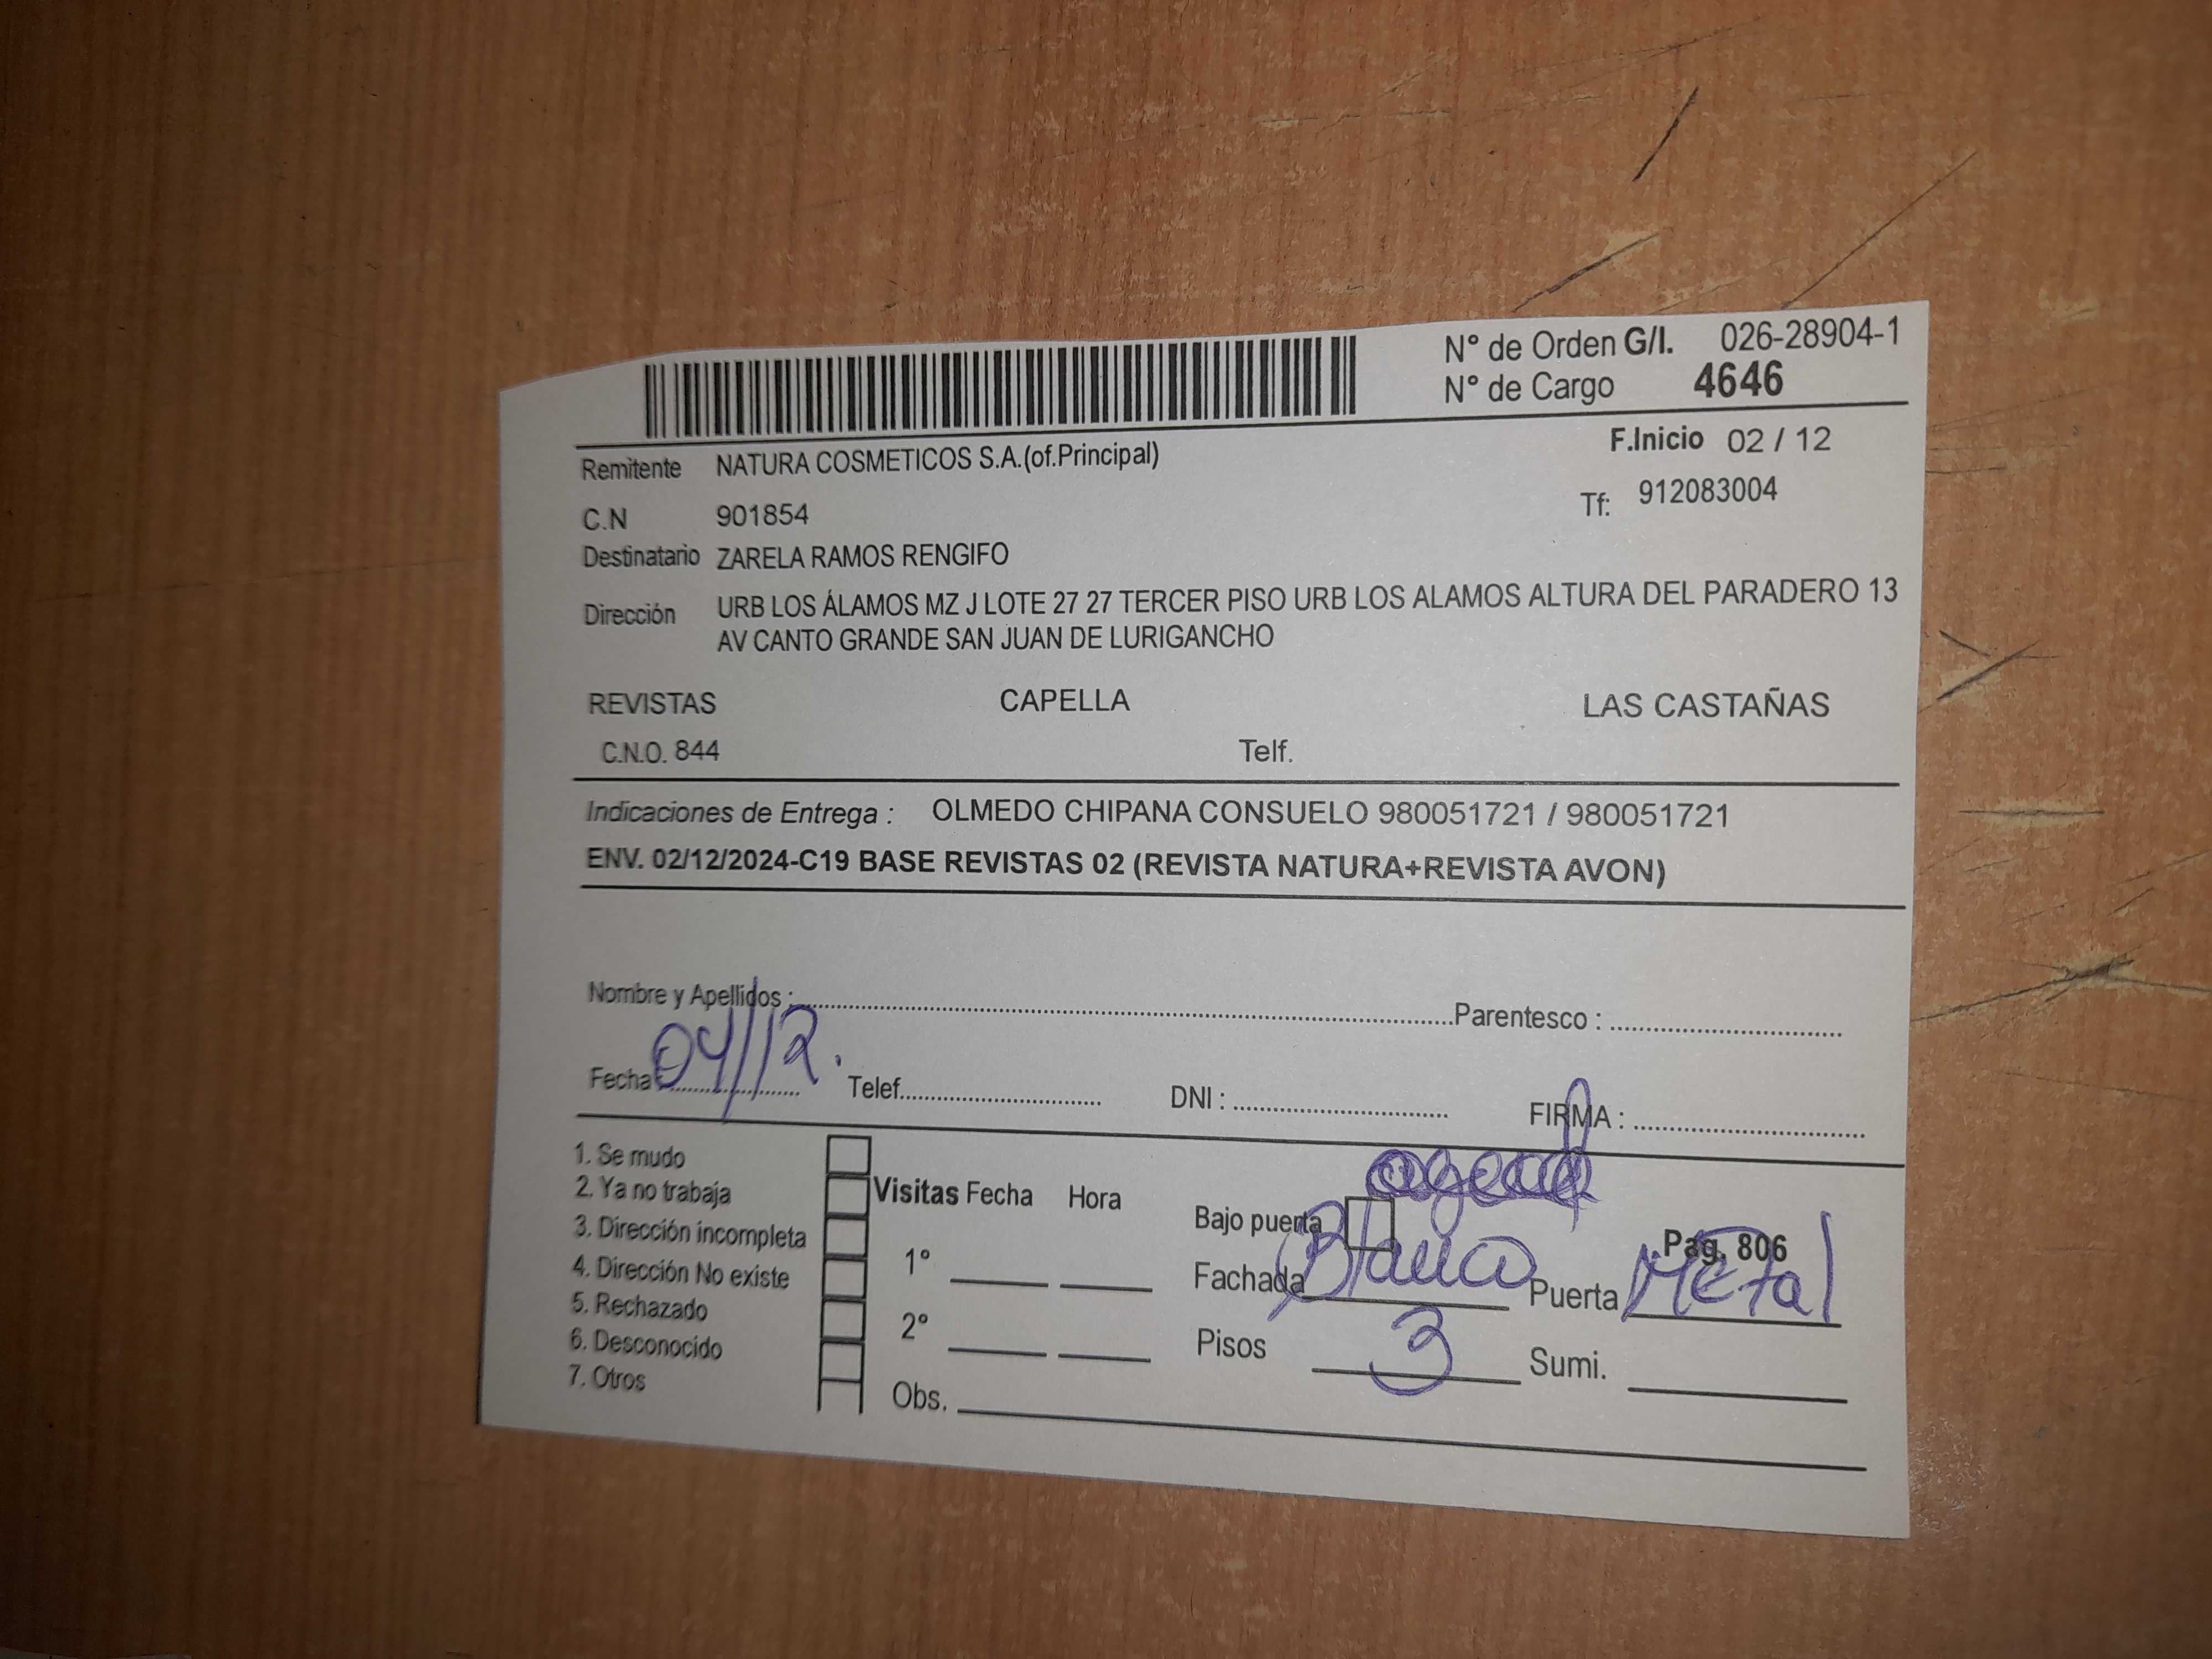 N° de Orden G/I. 026-28904-1
N° de Cargo 4646
F.Inicio 02 / 12
Remitente NATURA COSMETICOS S.A.(of.Principal)
Tf: 912083004
C.N 901854
Destinatario ZARELA RAMOS RENGIFO
Dirección URB LOS ÁLAMOS MZ J LOTE 27 27 TERCER PISO URB LOS ALAMOS ALTURA DEL PARADERO 13
AV CANTO GRANDE SAN JUAN DE LURIGANCHO
REVISTAS CAPELLA LAS CASTAÑAS
C.N.O. 844 Telf.
Indicaciones de Entrega : OLMEDO CHIPANA CONSUELO 980051721 / 980051721
ENV. 02/12/2024-C19 BASE REVISTAS 02 (REVISTA NATURA+REVISTA AVON)
Nombre y Apellidos : Parentesco :
Fecha 04/12. Telef. DNI : FIRMA :
1. Se mudo
2. Ya no trabaja
3. Dirección incompleta
4. Dirección No existe
5. Rechazado
6. Desconocido
7. Otros
Visitas Fecha Hora
1°
2°
Obs.
Bajo puerta Pag. 806
Fachada Blanca Puerta Metal
Pisos 3 Sumi.